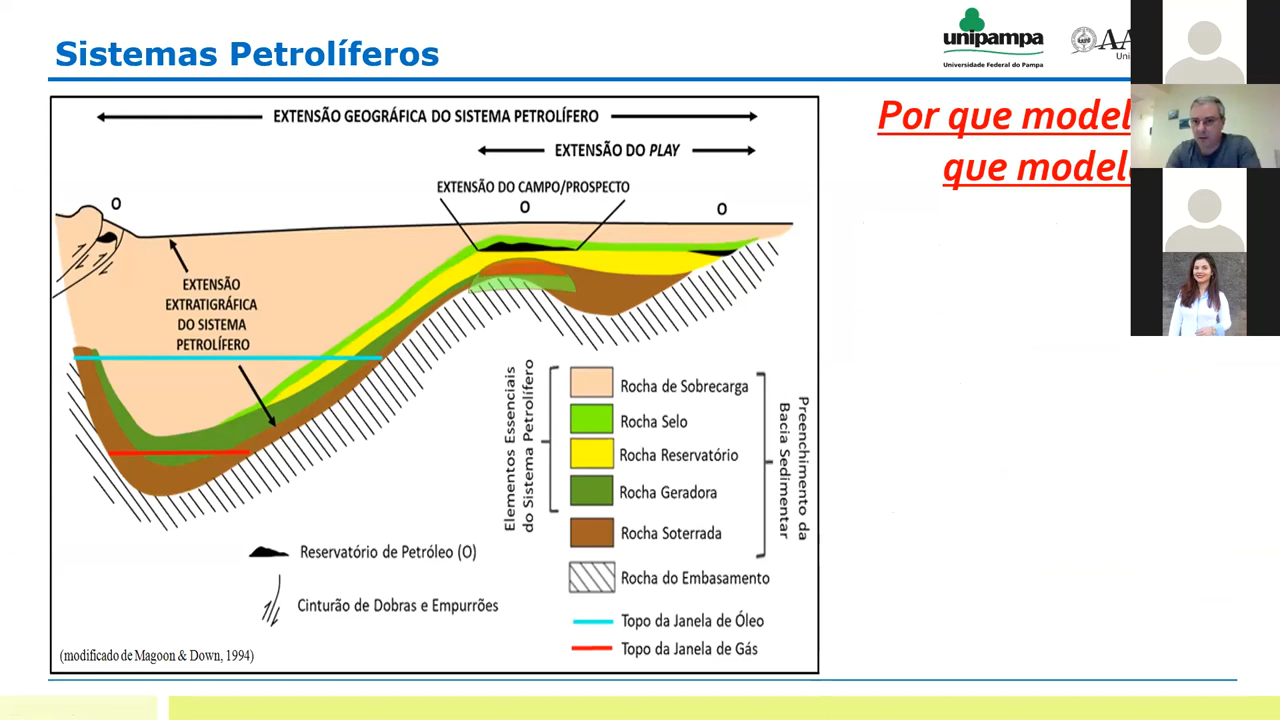 Sistemas Petrolíferos
unipampa
Universidade Federal do Pampa
Por que model
que model
EXTENSÃO GEOGRÁFICA DO SISTEMA PETROLÍFERO
EXTENSÃO DO PLAY
EXTENSÃO DO CAMPO/PROSPECTO
O
O
O
EXTENSÃO
EXTRATIGRÁFICA
DO SISTEMA
PETROLÍFERO
Elementos Essenciais
do Sistema Petrolífero
Rocha de Sobrecarga
Rocha Selo
Rocha Reservatório
Rocha Geradora
Rocha Soterrada
Rocha do Embasamento
Topo da Janela de Óleo
Topo da Janela de Gás
Preenchimento da
Bacia Sedimentar
Reservatório de Petróleo (O)
Cinturão de Dobras e Empurrões
(modificado de Magoon & Down, 1994)